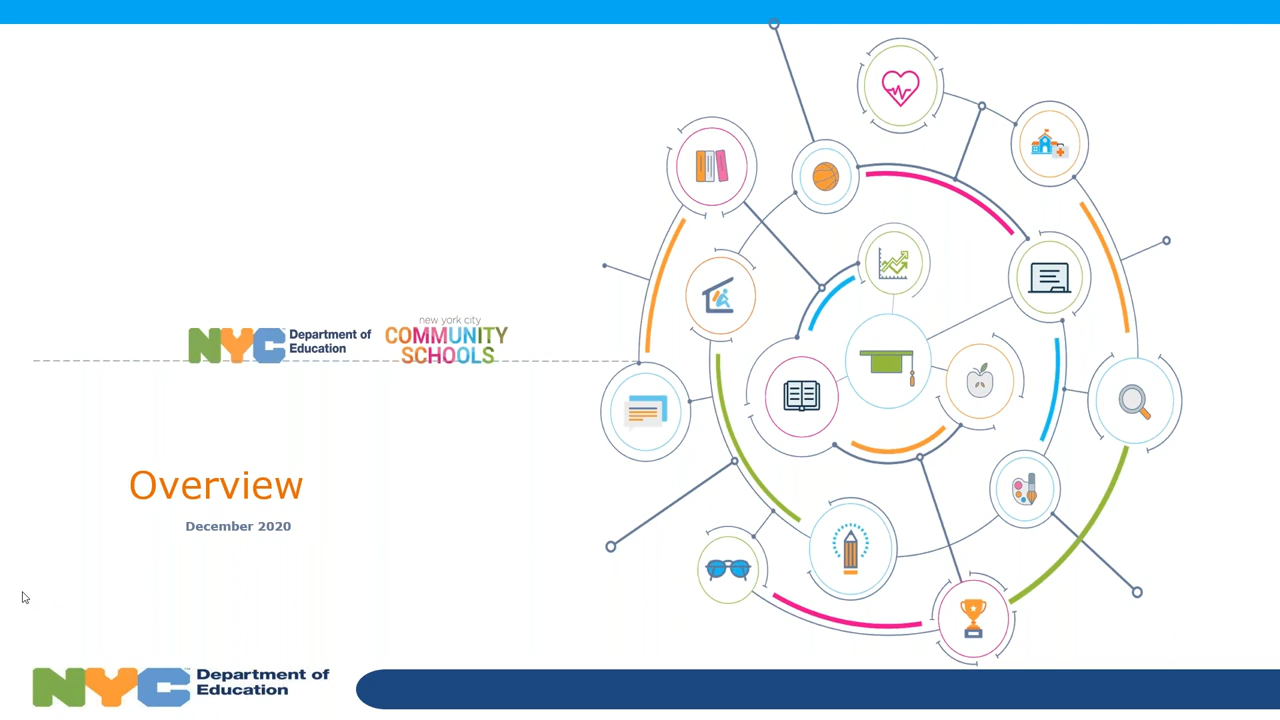 NYC Department of
Education
new york city
COMMUNITY
SCHOOLS
Overview
December 2020
NYC Department of
Education